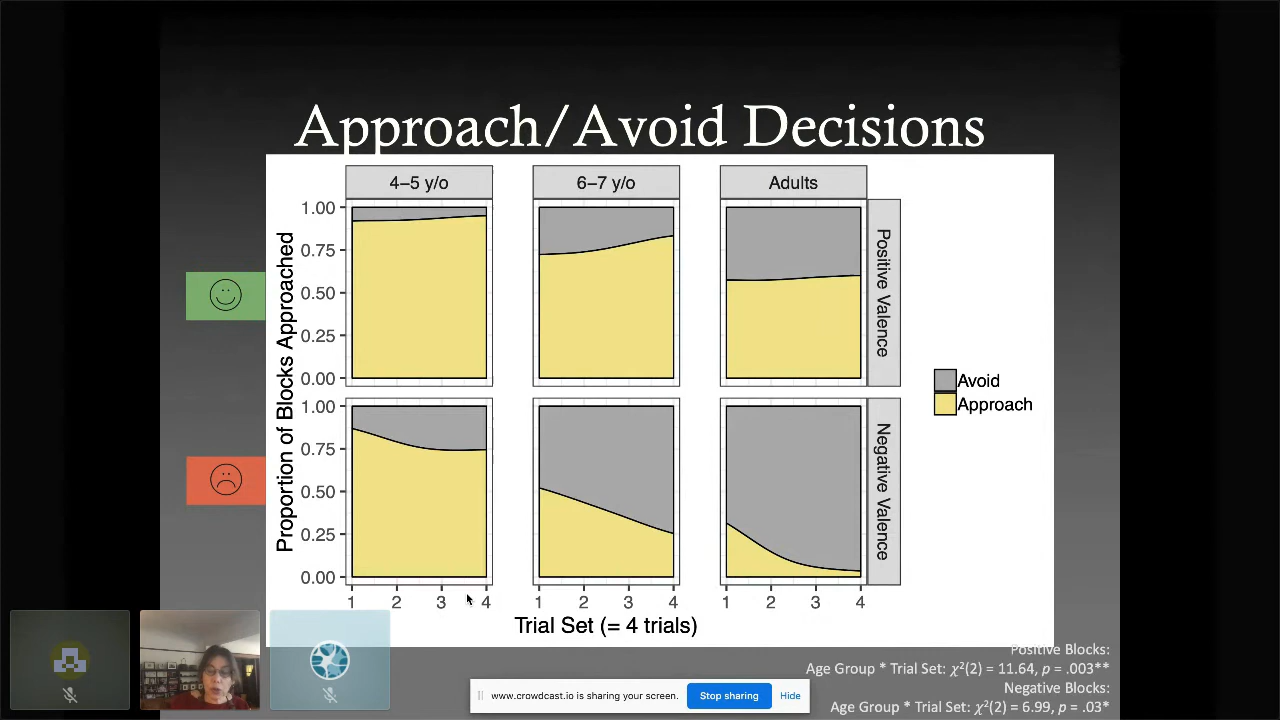 Approach/Avoid Decisions
4–5 y/o
6–7 y/o
Adults
Proportion of Blocks Approached
1.00
0.75
0.50
0.25
0.00
Positive Valence
1.00
0.75
0.50
0.25
0.00
Negative Valence
1 2 3 4
1 2 3 4
1 2 3 4
Trial Set (= 4 trials)
Avoid
Approach
Positive Blocks:
Age Group * Trial Set: χ²(2) = 11.64, p = .003**
Negative Blocks:
Age Group * Trial Set: χ²(2) = 6.99, p = .03*
www.crowdcast.io is sharing your screen.
Stop sharing
Hide